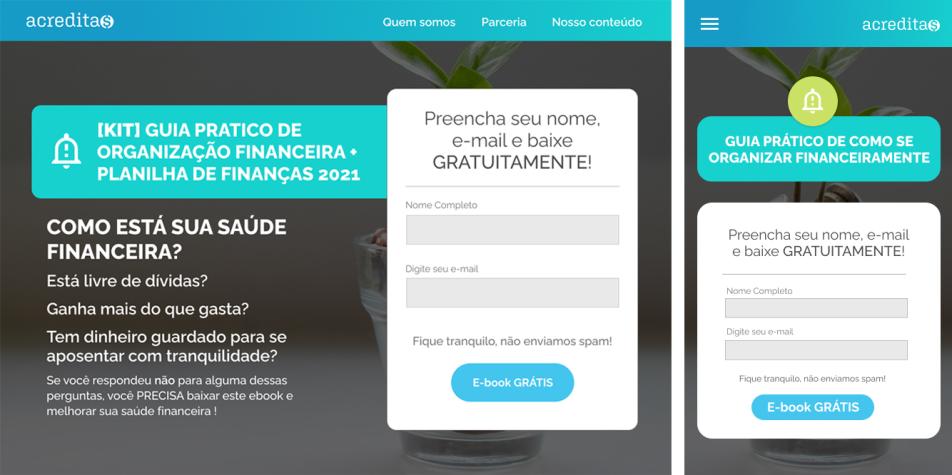 acredita$
Quem somos Parceria Nosso conteúdo
[KIT] GUIA PRATICO DE
ORGANIZAÇÃO FINANCEIRA +
PLANILHA DE FINANÇAS 2021
COMO ESTÁ SUA SAÚDE
FINANCEIRA?
Está livre de dívidas?
Ganha mais do que gasta?
Tem dinheiro guardado para se
aposentar com tranquilidade?
Se você respondeu não para alguma dessas
perguntas, você PRECISA baixar este ebook e
melhorar sua saúde financeira !
Preencha seu nome,
e-mail e baixe
GRATUITAMENTE!
Nome Completo
Digite seu e-mail
Fique tranquilo, não enviamos spam!
E-book GRÁTIS
acredita$
GUIA PRÁTICO DE COMO SE
ORGANIZAR FINANCEIRAMENTE
Preencha seu nome, e-mail
e baixe GRATUITAMENTE!
Nome Completo
Digite seu e-mail
Fique tranquilo, não enviamos spam!
E-book GRÁTIS